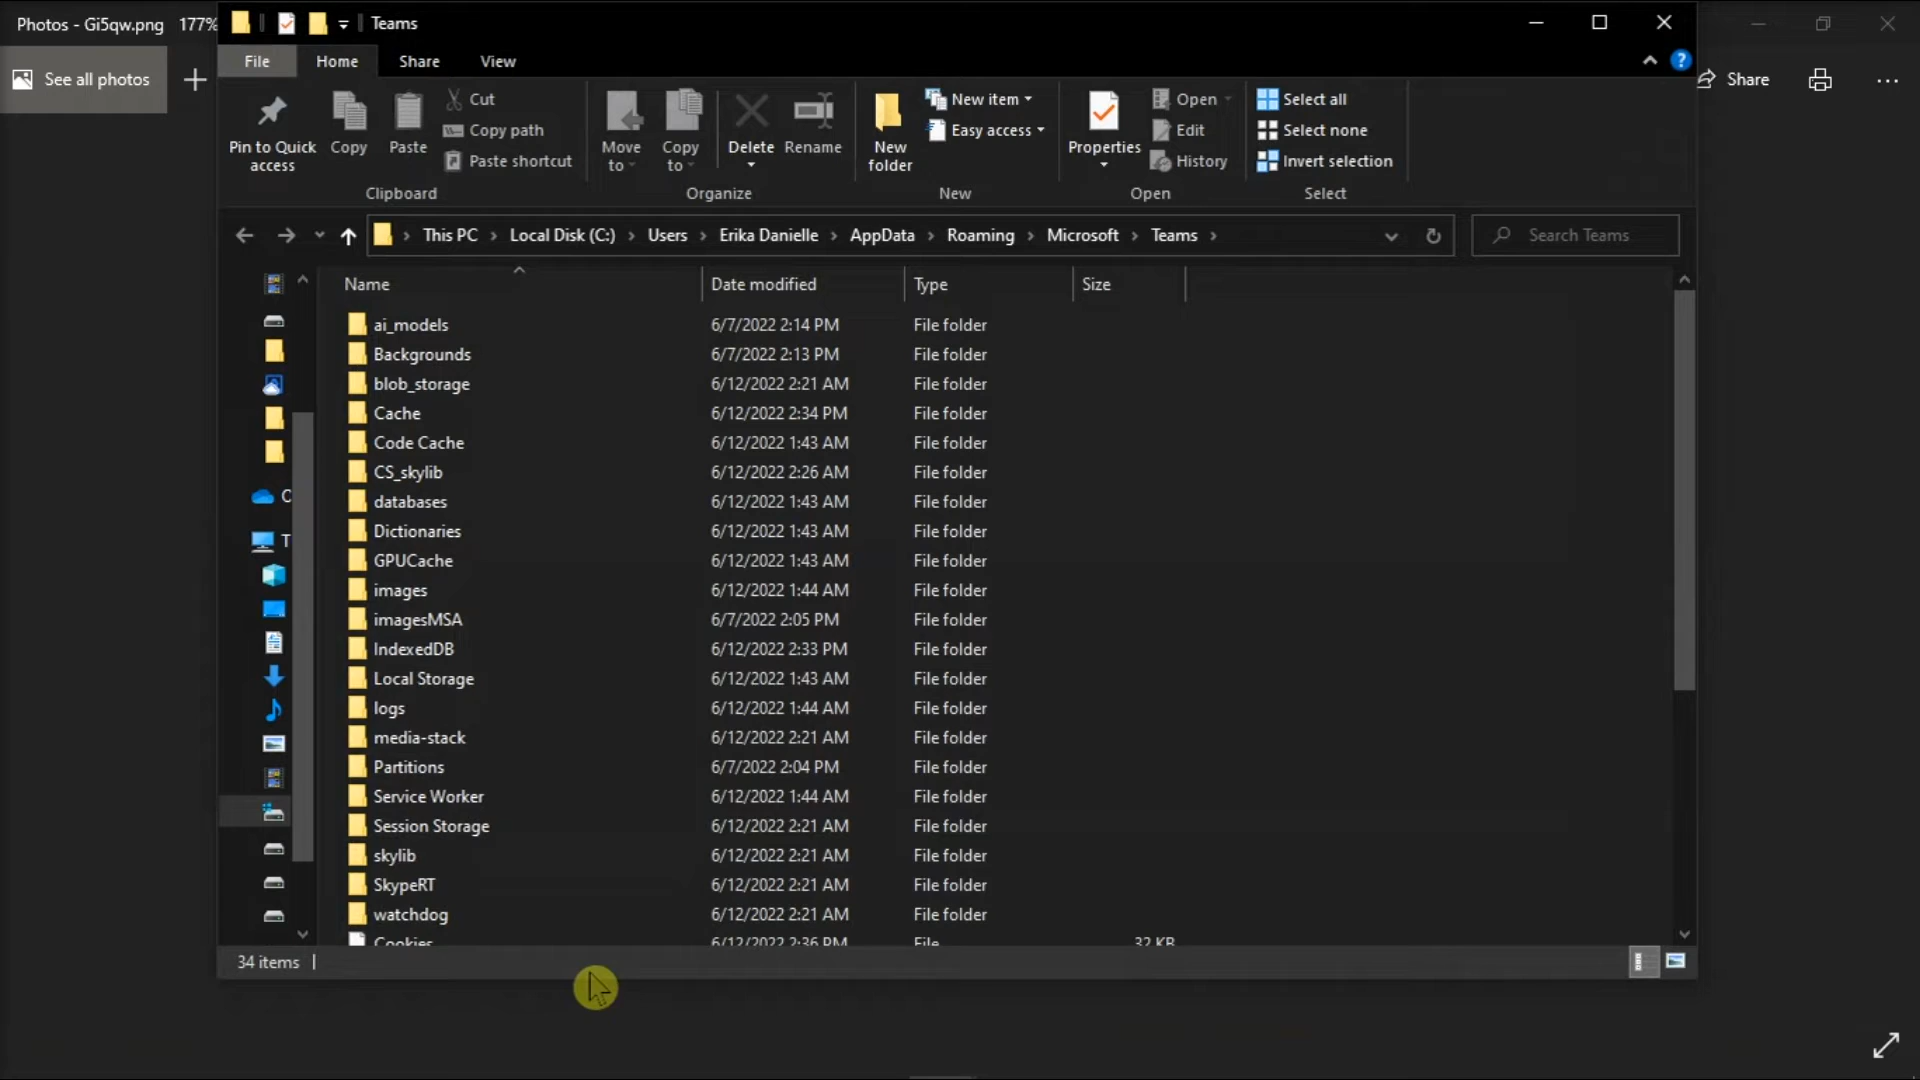 Photos - Gi5qw.png 177%
Teams
File Home Share View
See all photos
Share
Pin to Quick access
Copy
Paste
Cut
Copy path
Paste shortcut
Move to
Copy to
Delete
Rename
New folder
New item
Easy access
Properties
Open
Edit
History
Select all
Select none
Invert selection
Clipboard Organize New Open Select
This PC > Local Disk (C:) > Users > Erika Danielle > AppData > Roaming > Microsoft > Teams >
Search Teams
Name Date modified Type Size
ai_models 6/7/2022 2:14 PM File folder
Backgrounds 6/7/2022 2:13 PM File folder
blob_storage 6/12/2022 2:21 AM File folder
Cache 6/12/2022 2:34 PM File folder
Code Cache 6/12/2022 1:43 AM File folder
CS_skylib 6/12/2022 2:26 AM File folder
databases 6/12/2022 1:43 AM File folder
Dictionaries 6/12/2022 1:43 AM File folder
GPUCache 6/12/2022 1:43 AM File folder
images 6/12/2022 1:44 AM File folder
imagesMSA 6/7/2022 2:05 PM File folder
IndexedDB 6/12/2022 2:33 PM File folder
Local Storage 6/12/2022 1:43 AM File folder
logs 6/12/2022 1:44 AM File folder
media-stack 6/12/2022 2:21 AM File folder
Partitions 6/7/2022 2:04 PM File folder
Service Worker 6/12/2022 1:44 AM File folder
Session Storage 6/12/2022 2:21 AM File folder
skylib 6/12/2022 2:21 AM File folder
SkypeRT 6/12/2022 2:21 AM File folder
watchdog 6/12/2022 2:21 AM File folder
Cookies 6/12/2022 2:36 PM File 32 KB
34 items